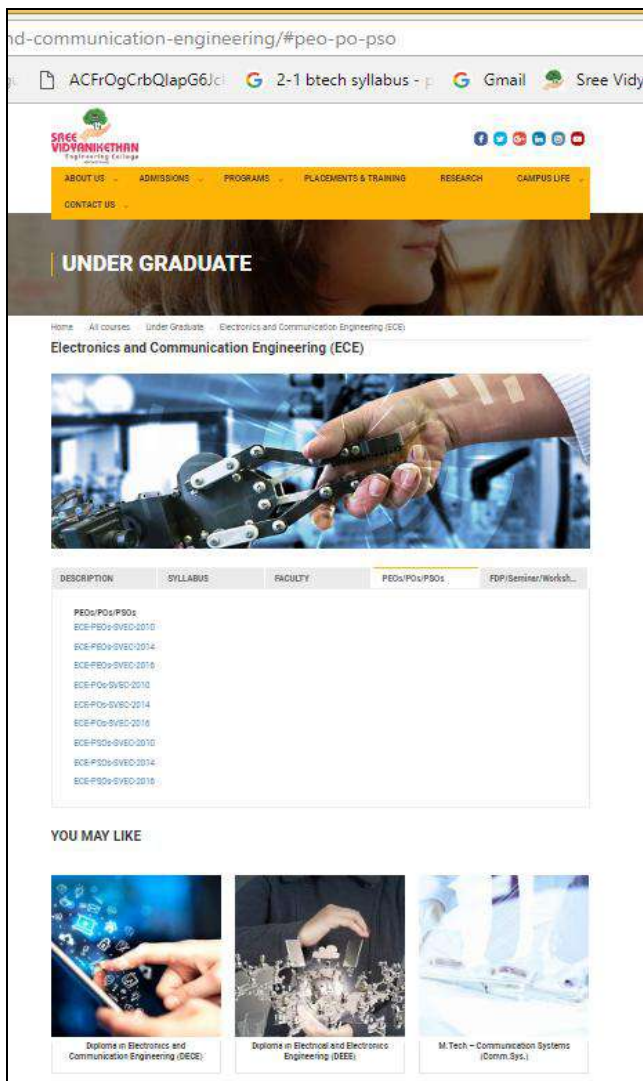 nd-communication-engineering/#peo-po-pso
ACFrOgCrbQlapG6Jc G 2-1 btech syllabus - p G Gmail Sree Vidy
SREE
VIDYANIKETHAN
Engineering College
ABOUT US ADMISSIONS PROGRAMS PLACEMENTS & TRAINING RESEARCH CAMPUS LIFE
CONTACT US
UNDER GRADUATE
Home All courses Under Graduate Electronics and Communication Engineering (ECE)
Electronics and Communication Engineering (ECE)
DESCRIPTION SYLLABUS FACULTY PEOs/POs/PSOs FDP/Seminar/Worksh...
PEOs/POs/PSOs
ECE-PEOs-SVEC-2010
ECE-PEOs-SVEC-2014
ECE-PEOs-SVEC-2016
ECE-POs-SVEC-2010
ECE-POs-SVEC-2014
ECE-POs-SVEC-2016
ECE-PSOs-SVEC-2010
ECE-PSOs-SVEC-2014
ECE-PSOs-SVEC-2016
YOU MAY LIKE
Diploma in Electronics and
Communication Engineering (DECE)
Diploma in Electrical and Electronics
Engineering (DEEE)
M.Tech – Communication Systems
(Comm.Sys.)